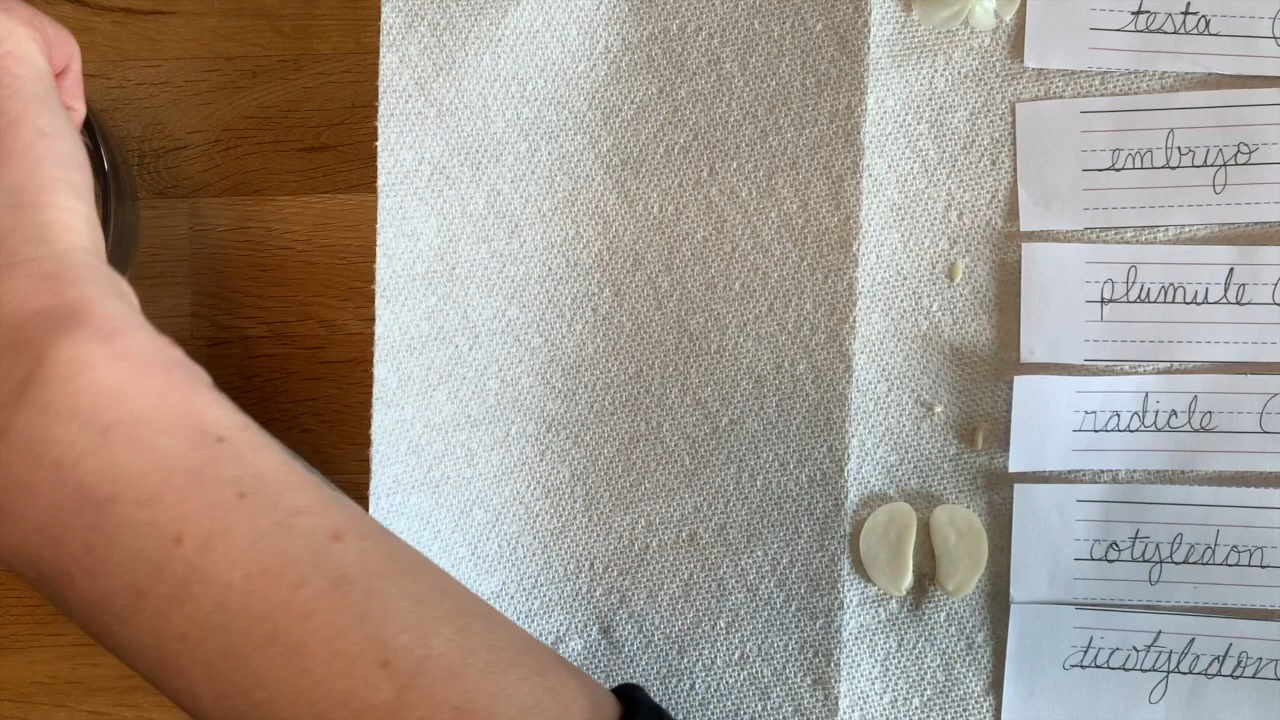 testa (
embryo
plumule (
radicle (
cotyledon
dicotyledon